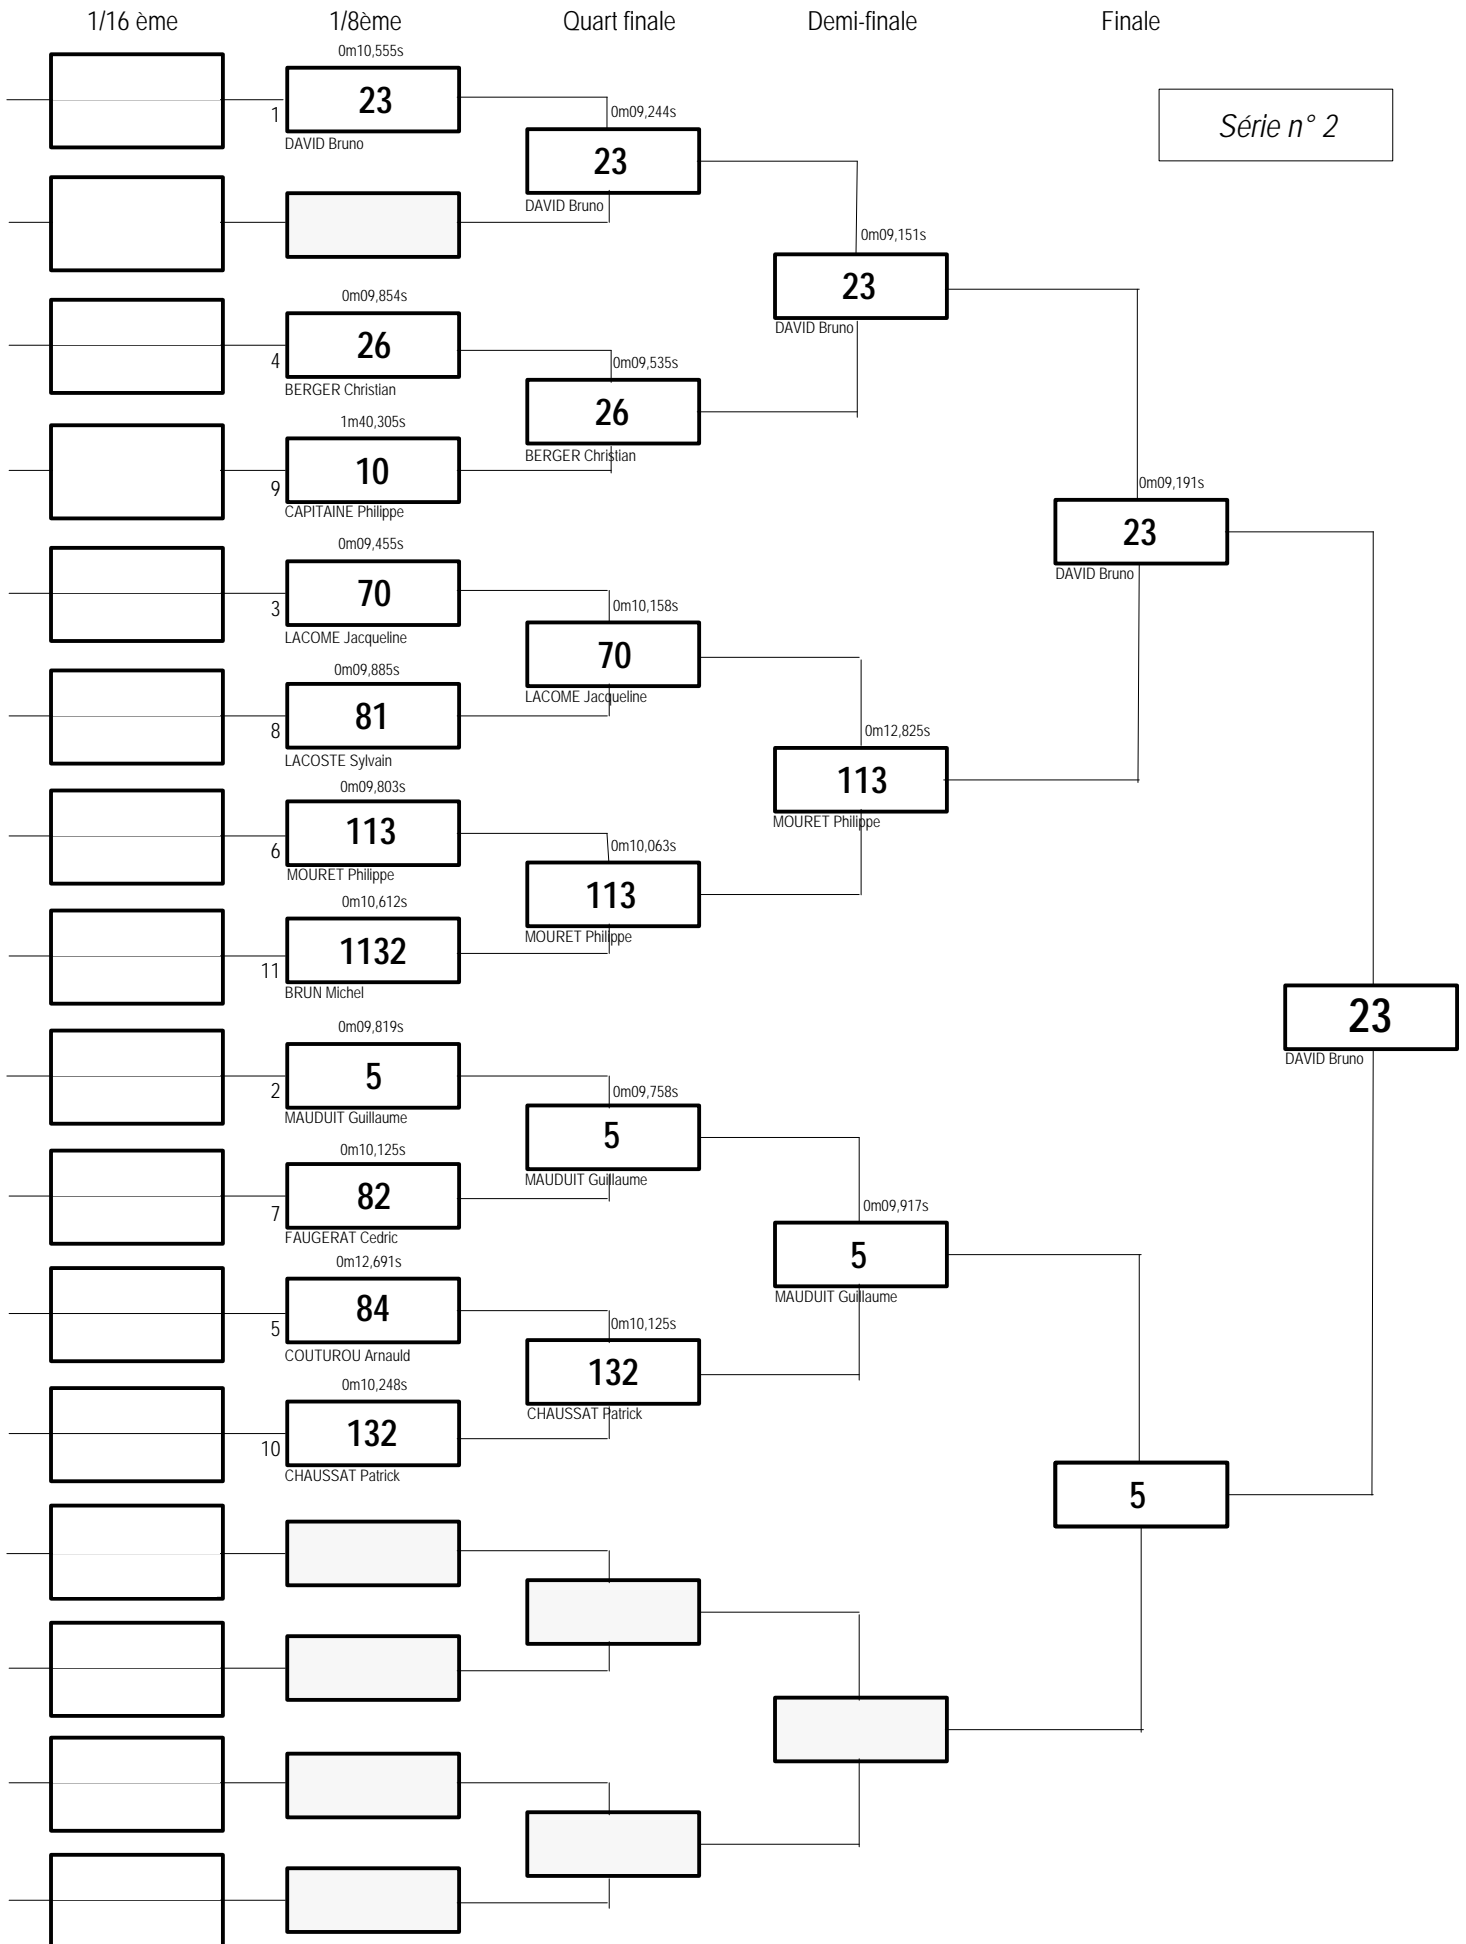 1/16 ème 1/8ème Quart finale Demi-finale Finale
Série n° 2
0m10,555s
1 23
DAVID Bruno
0m09,854s
4 26
BERGER Christian
1m40,305s
9 10
CAPITAINE Philippe
0m09,455s
3 70
LACOME Jacqueline
0m09,885s
8 81
LACOSTE Sylvain
0m09,803s
6 113
MOURET Philippe
0m10,612s
11 1132
BRUN Michel
0m09,819s
2 5
MAUDUIT Guillaume
0m10,125s
7 82
FAUGERAT Cedric
0m12,691s
5 84
COUTUROU Arnauld
0m10,248s
10 132
CHAUSSAT Patrick
0m09,244s
23
DAVID Bruno
0m09,535s
26
BERGER Christian
0m10,158s
70
LACOME Jacqueline
0m10,063s
113
MOURET Philippe
0m09,758s
5
MAUDUIT Guillaume
0m10,125s
132
CHAUSSAT Patrick
0m09,151s
23
DAVID Bruno
0m12,825s
113
MOURET Philippe
0m09,917s
5
MAUDUIT Guillaume
0m09,191s
23
DAVID Bruno
5
23
DAVID Bruno